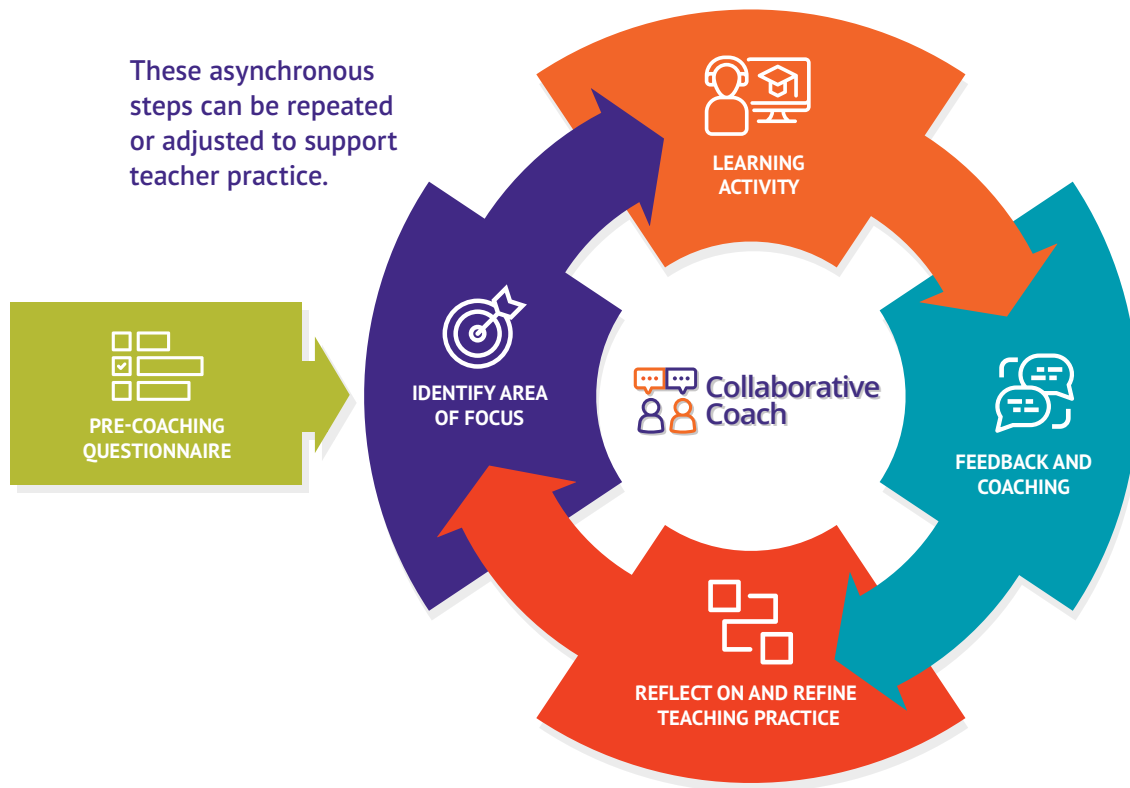 These asynchronous
steps can be repeated
or adjusted to support
teacher practice.
LEARNING
ACTIVITY
PRE-COACHING
QUESTIONNAIRE
IDENTIFY AREA
OF FOCUS
Collaborative
Coach
FEEDBACK AND
COACHING
REFLECT ON AND REFINE
TEACHING PRACTICE